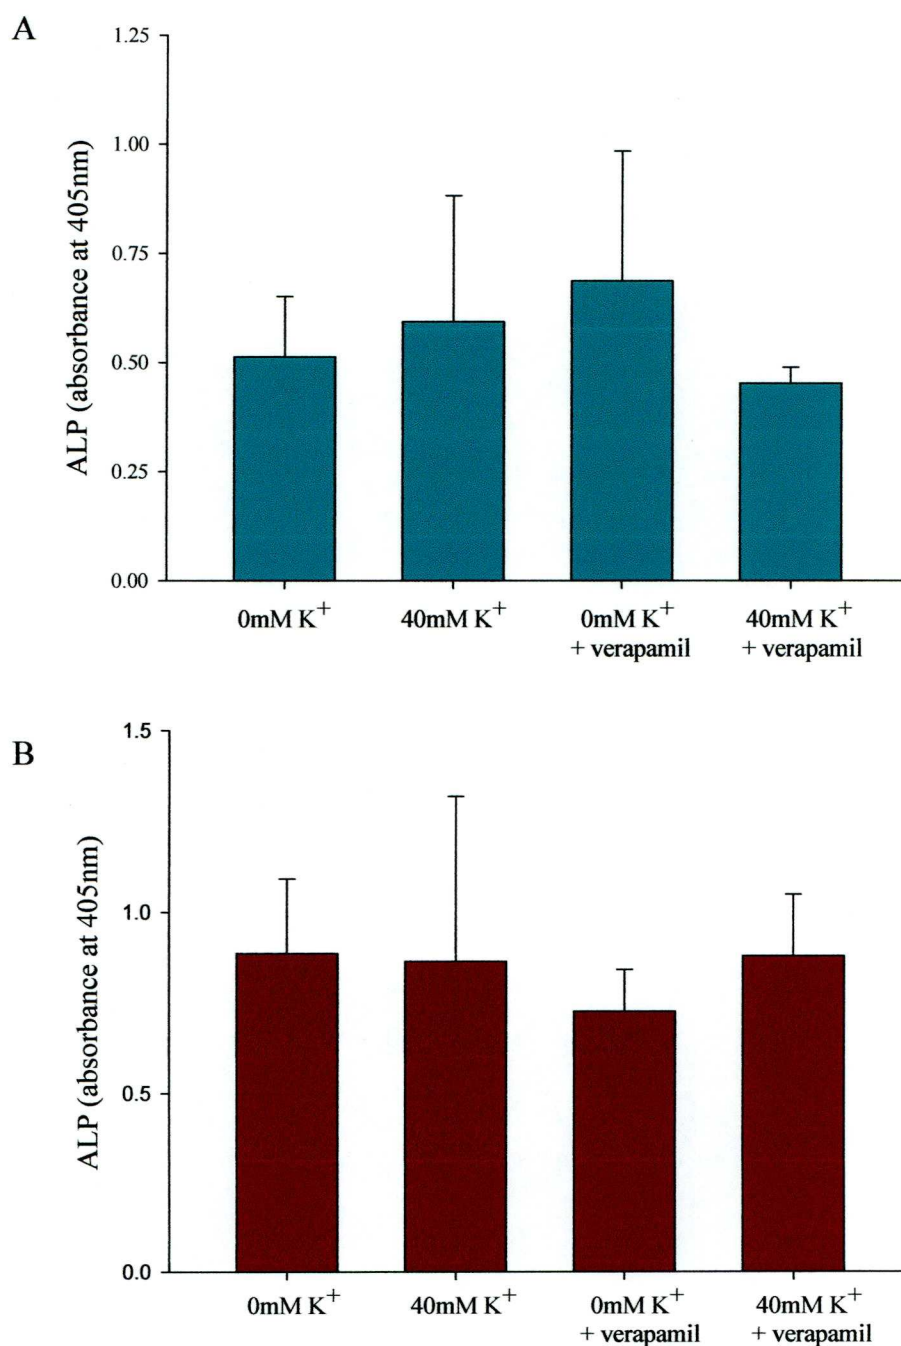 A
1.25
1.00
0.75
0.50
0.25
0.00
ALP (absorbance at 405nm)
0mM K⁺
40mM K⁺
0mM K⁺
+ verapamil
40mM K⁺
+ verapamil
B
1.5
1.0
0.5
0.0
ALP (absorbance at 405nm)
0mM K⁺
40mM K⁺
0mM K⁺
+ verapamil
40mM K⁺
+ verapamil